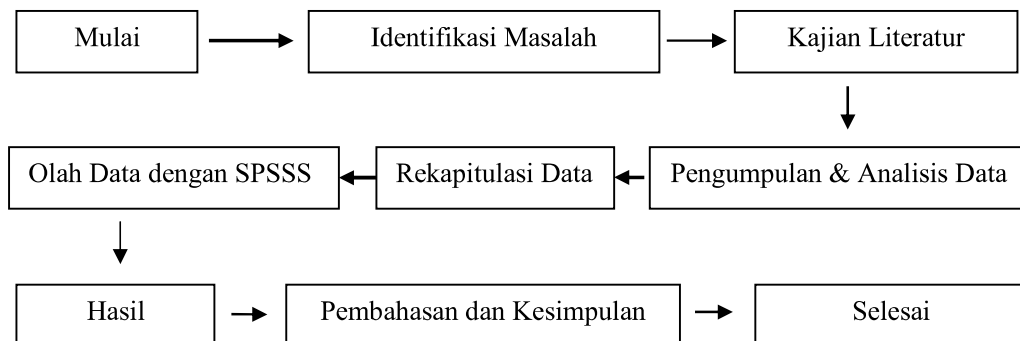 Mulai
Identifikasi Masalah
Kajian Literatur
Pengumpulan & Analisis Data
Rekapitulasi Data
Olah Data dengan SPSSS
Hasil
Pembahasan dan Kesimpulan
Selesai